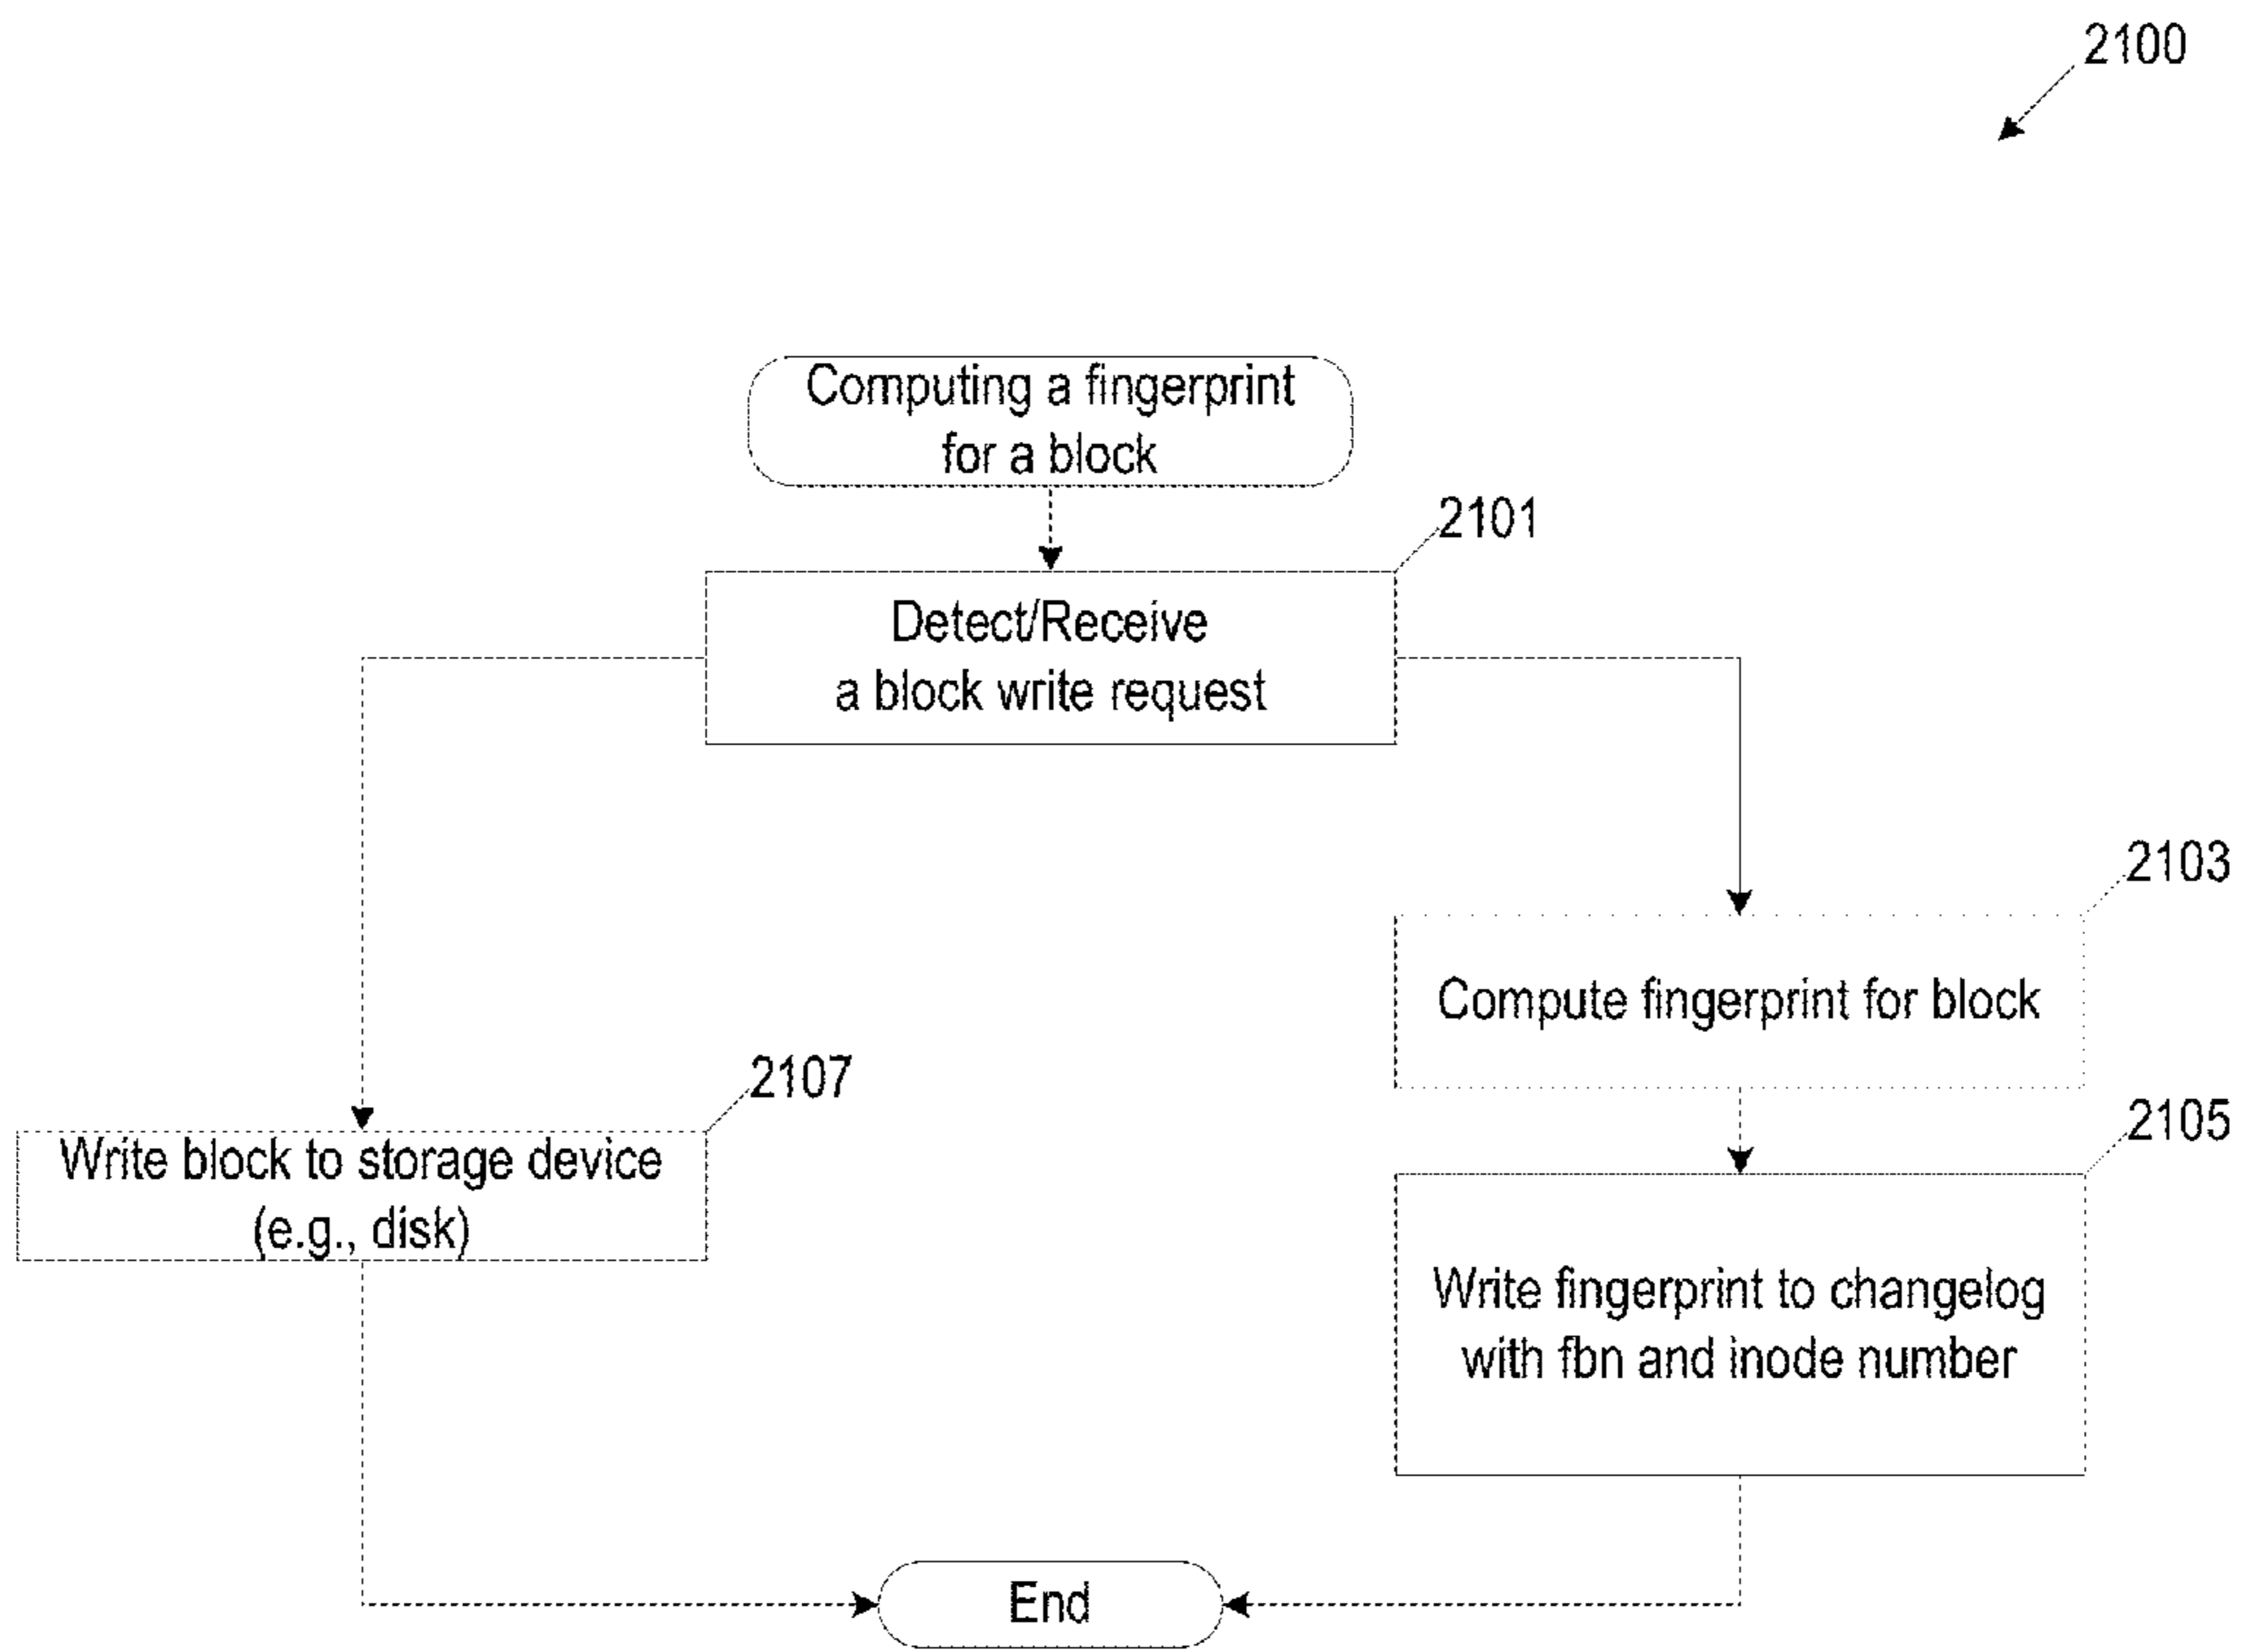 2100
Computing a fingerprint
for a block
2101
Detect/Receive
a block write request
2103
Compute fingerprint for block
2107
Write block to storage device
(e.g., disk)
2105
Write fingerprint to changelog
with fbn and inode number
End